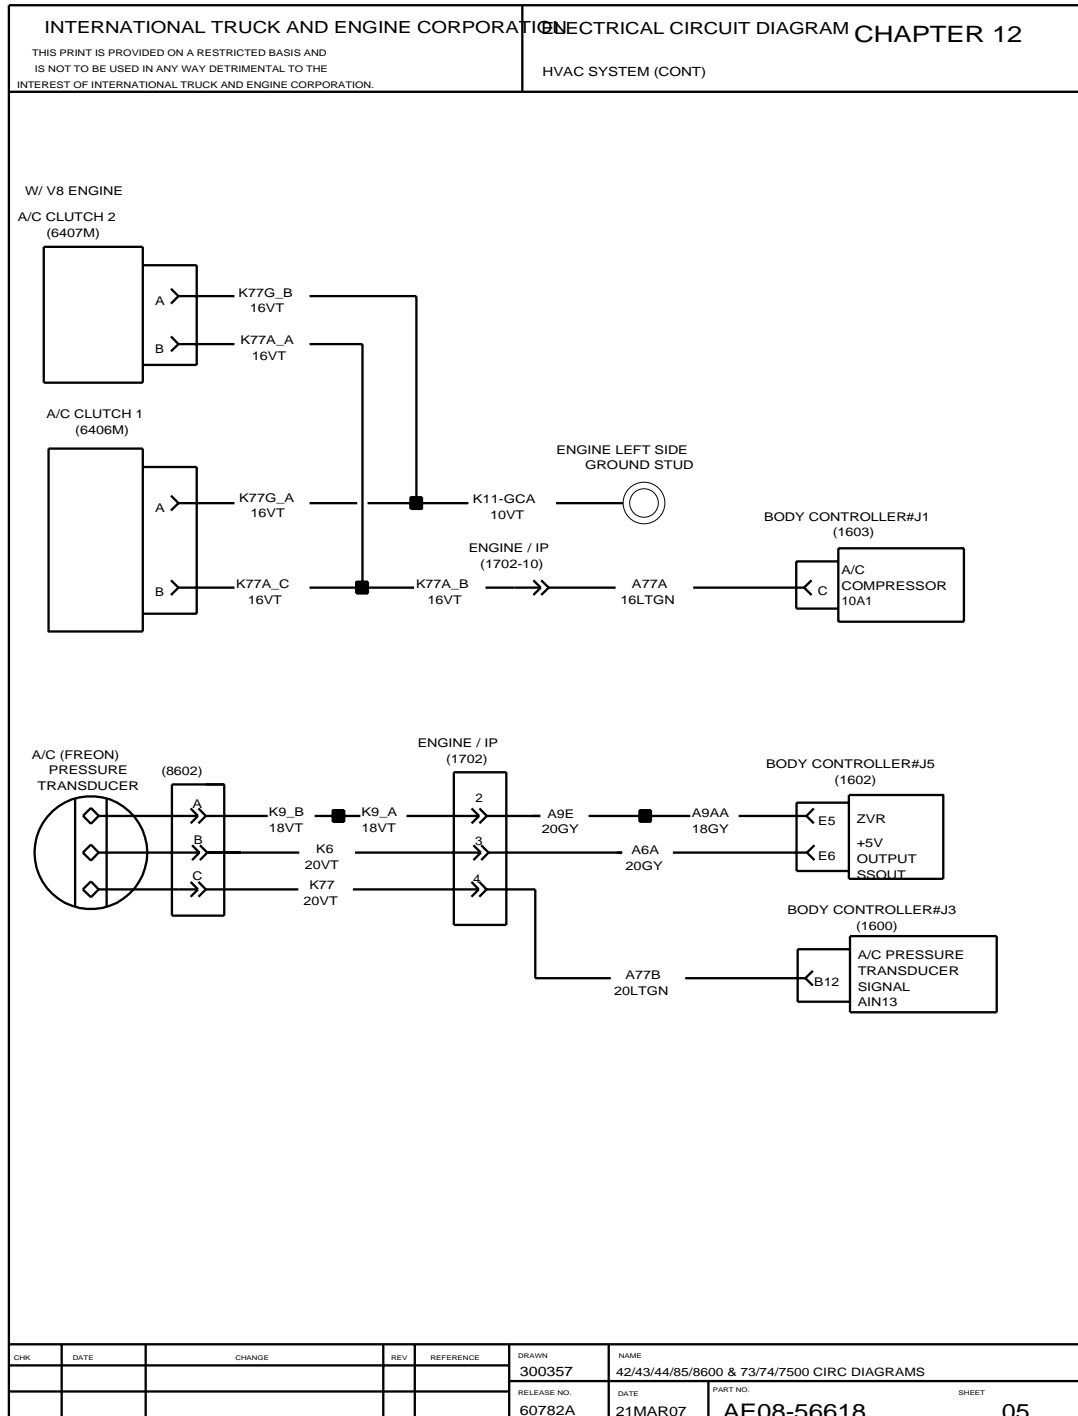 INTERNATIONAL TRUCK AND ENGINE CORPORATION
ELECTRICAL CIRCUIT DIAGRAM CHAPTER 12
THIS PRINT IS PROVIDED ON A RESTRICTED BASIS AND
IS NOT TO BE USED IN ANY WAY DETRIMENTAL TO THE
INTEREST OF INTERNATIONAL TRUCK AND ENGINE CORPORATION.
HVAC SYSTEM (CONT)
W/ V8 ENGINE
A/C CLUTCH 2
(6407M)
A
K77G_B
16VT
B
K77A_A
16VT
A/C CLUTCH 1
(6406M)
A
K77G_A
16VT
K11-GCA
10VT
ENGINE LEFT SIDE
GROUND STUD
B
K77A_C
16VT
K77A_B
16VT
ENGINE / IP
(1702-10)
A77A
16LTGN
BODY CONTROLLER#J1
(1603)
C
A/C
COMPRESSOR
10A1
A/C (FREON)
PRESSURE
TRANSDUCER
(8602)
ENGINE / IP
(1702)
BODY CONTROLLER#J5
(1602)
A
K9_B
18VT
K9_A
18VT
2
A9E
20GY
A9AA
18GY
E5
ZVR
B
K6
20VT
3
A6A
20GY
E6
+5V
OUTPUT
SSOUT
C
K77
20VT
4
A77B
20LTGN
BODY CONTROLLER#J3
(1600)
B12
A/C PRESSURE
TRANSDUCER
SIGNAL
AIN13
CHK DATE CHANGE REV REFERENCE
DRAWN
300357
NAME
42/43/44/85/8600 & 73/74/7500 CIRC DIAGRAMS
RELEASE NO.
60782A
DATE
21MAR07
PART NO.
AE08-56618
SHEET
05